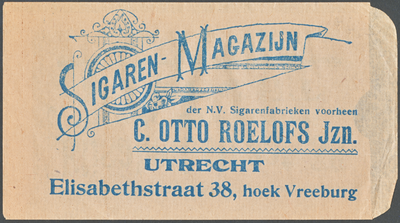 SIGAREN-MAGAZIJN
der N.V. Sigarenfabrieken voorheen
C. OTTO ROELOFS Jzn.
UTRECHT
Elisabethstraat 38, hoek Vreeburg